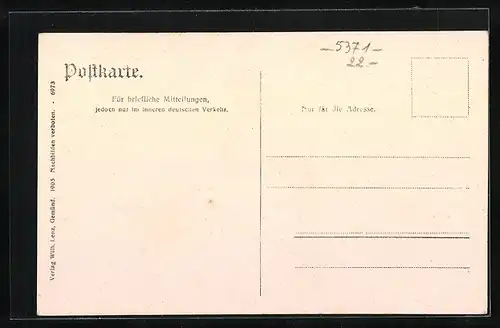 Postkarte.
Für briefliche Mitteilungen,
jedoch nur im inneren deutschen Verkehr.
Nur für die Adresse.
– 5371 –
22.–
Verlag Wilh. Lenz, Gemünd. 1905 Nachbilden verboten. - 6973